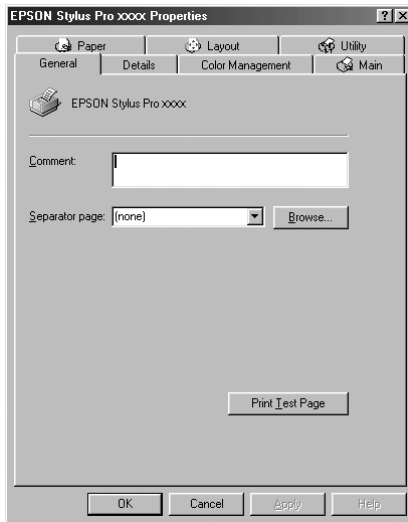 EPSON Stylus Pro xxxx Properties ? ×
Paper Layout Utility
General Details Color Management Main
EPSON Stylus Pro xxxx
Comment:
Separator page: (none) Browse...
Print Test Page
OK Cancel Apply Help